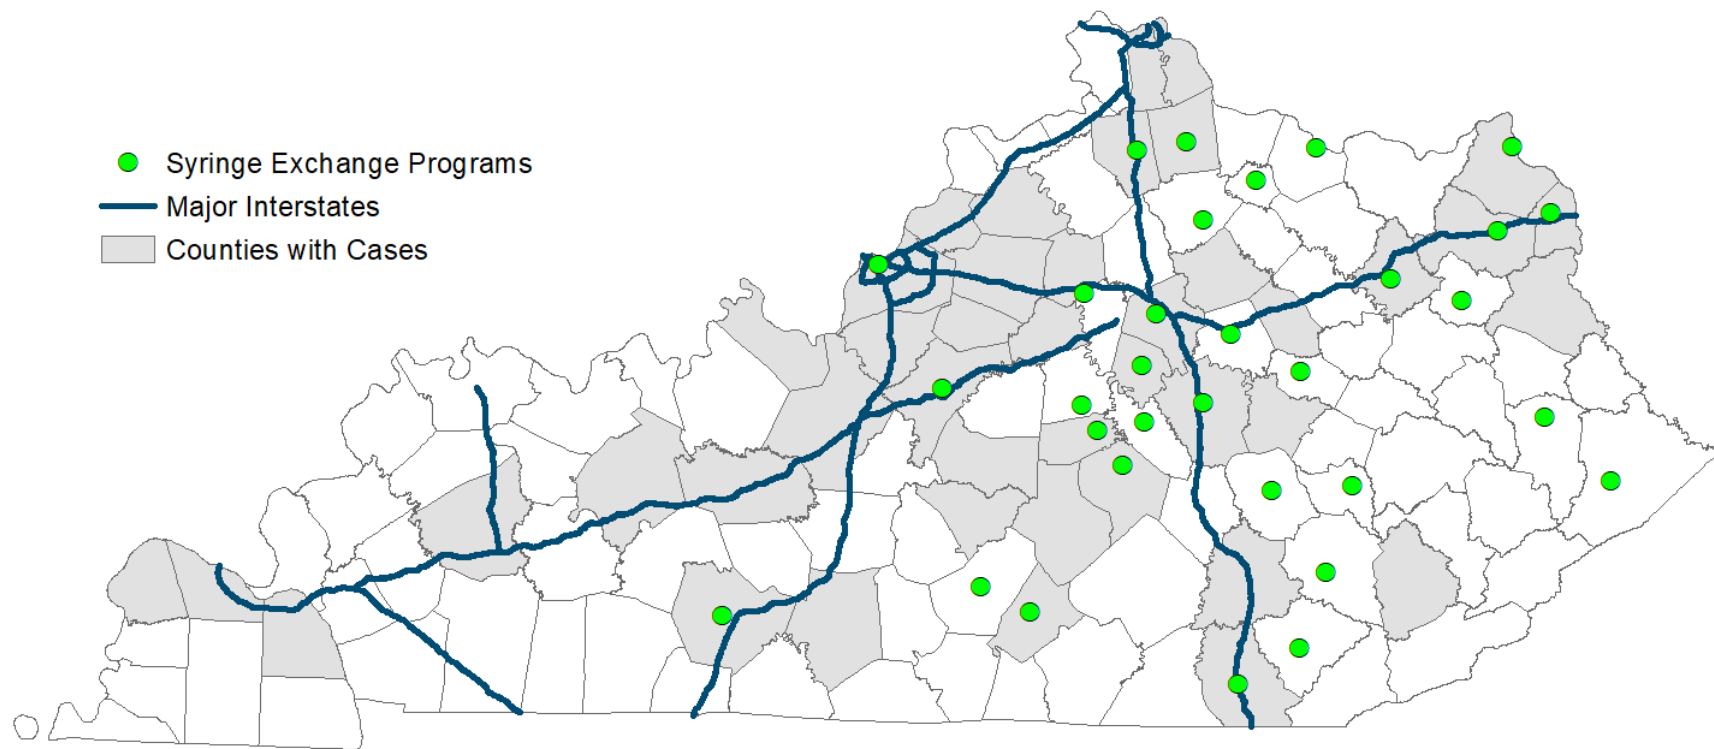 Syringe Exchange Programs
Major Interstates
Counties with Cases